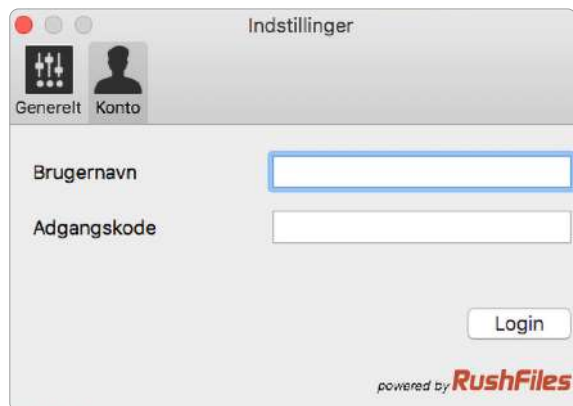 Indstillinger
Generelt Konto
Brugernavn
Adgangskode
Login
powered by RushFiles